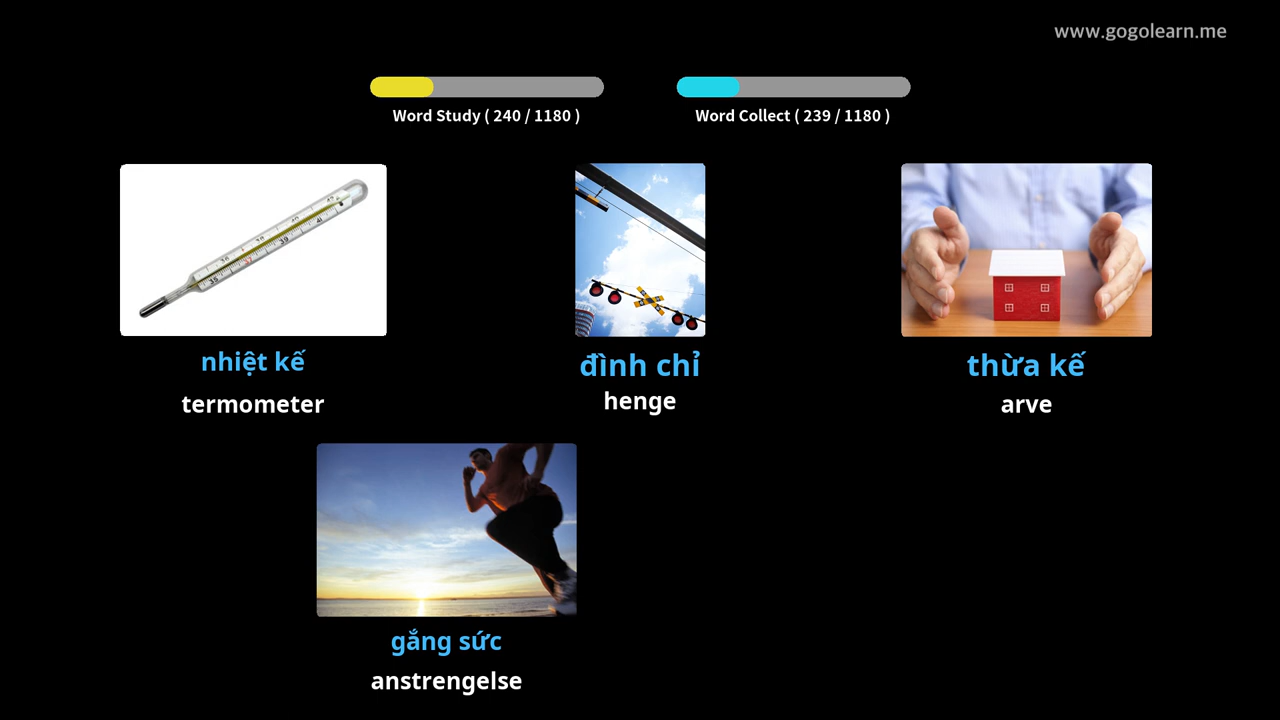 www.gogolearn.me
Word Study ( 240 / 1180 )
Word Collect ( 239 / 1180 )
nhiệt kế
termometer
đình chỉ
henge
thừa kế
arve
gắng sức
anstrengelse